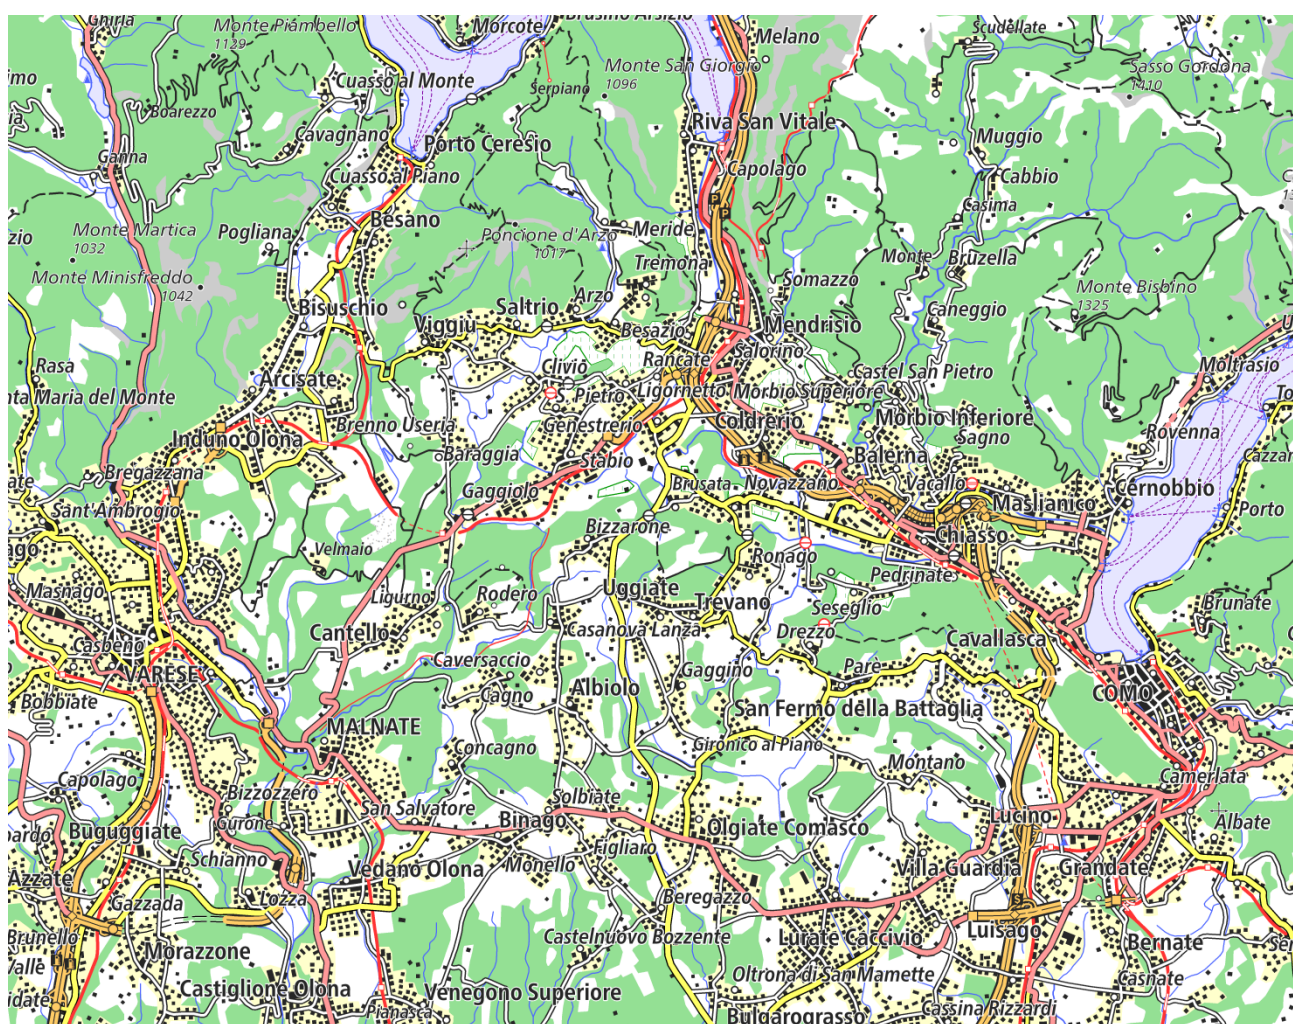 Ghirla
Monte Piambello
1129
Morcote
Brusino Arsizio
Melano
Scudellate
Cuasso al Monte
Serpiano
Monte San Giorgio
1096
Sasso Gordona
1410
Boarezzo
Cavagnano
Porto Ceresio
Riva San Vitale
Muggio
Ganna
Cuasso al Piano
Capolago
Cabbio
Casima
Besano
Monte Martica
1032
Pogliana
Poncione d'Arzo
1017
Meride
Tremona
Monte
Bruzella
Monte Minisfreddo
1042
Somazzo
Monte Bisbino
1325
Bisuschio
Saltrio
Arzo
Viggiu
Besazio
Mendrisio
Caneggio
Rasa
Clivio
Rancate
Salorino
Castel San Pietro
Moltrasio
Arcisate
S. Pietro
Ligornetto
Morbio Superiore
nta Maria del Monte
Induno Olona
Brenno Useria
Genestrerio
Coldrerio
Morbio Inferiore
Sagno
Rovenna
Baraggia
Stabio
Balerna
Bregazzana
Gaggiolo
Brusata
Novazzano
Vacallo
Cernobbio
Maslianico
Sant'Ambrogio
Bizzarone
Chiasso
Porto
Velmaio
Ronago
Pedrinate
Masnago
Ligurno
Rodero
Uggiate
Trevano
Seseglio
Brunate
Cantello
Casanova Lanza
Drezzo
Cavallasca
Casbeno
VARESE
Caversaccio
Gaggino
Pare
Bobbiate
Cagno
Albiolo
COMO
San Fermo della Battaglia
MALNATE
Concagno
Gironico al Piano
Montano
Capolago
Bizzozzero
Solbiate
Camerlata
San Salvatore
Binago
Lucino
Albate
Buguggiate
Gurone
Olgiate Comasco
Schianno
Monello
Figliaro
Villa Guardia
Grandate
Azzate
Vedano Olona
Gazzada
Lozza
Beregazzo
Brunello
Morazzone
Castelnuovo Bozzente
Lurate Caccivio
Luisago
Bernate
Oltrona di San Mamette
Casnate
Castiglione Olona
Venegono Superiore
Pianasca
Bulgarograsso
Cassina Rizzardi